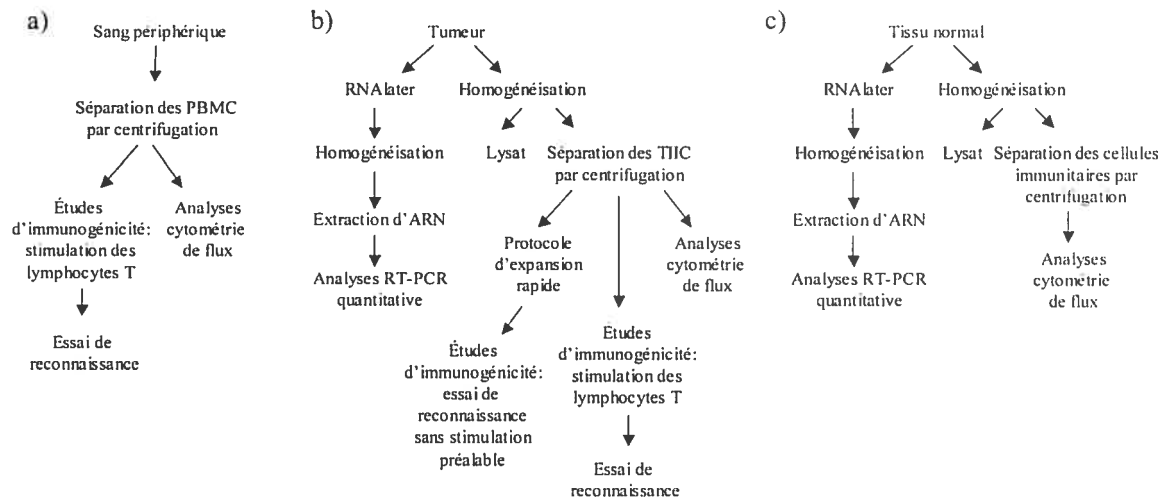 a)
Sang périphérique
Séparation des PBMC
par centrifugation
Études
d'immunogénicité:
stimulation des
lymphocytes T
Analyses
cytométrie
de flux
Essai de
reconnaissance
b)
Tumeur
RNAlater
Homogénéisation
Homogénéisation
Lysat
Séparation des TIIC
par centrifugation
Extraction d'ARN
Analyses RT-PCR
quantitative
Protocole
d'expansion
rapide
Analyses
cytométrie
de flux
Études
d'immunogénicité:
essai de
reconnaissance
sans stimulation
préalable
Études
d'immunogénicité:
stimulation des
lymphocytes T
Essai de
reconnaissance
c)
Tissu normal
RNAlater
Homogénéisation
Homogénéisation
Lysat
Séparation des cellules
immunitaires par
centrifugation
Extraction d'ARN
Analyses RT-PCR
quantitative
Analyses
cytométrie
de flux